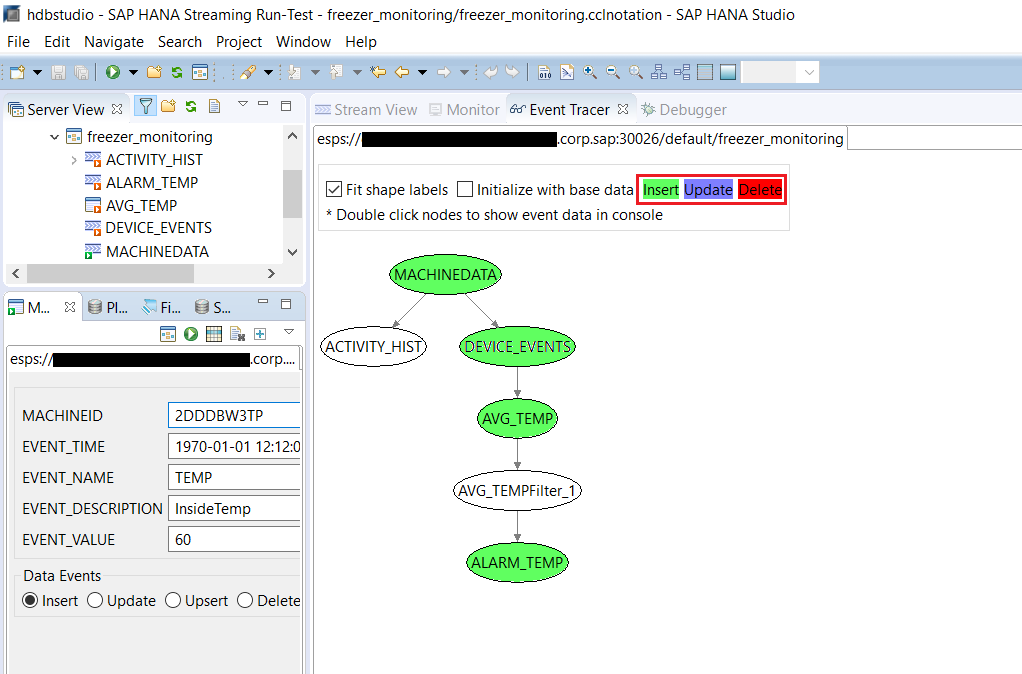 hdbstudio - SAP HANA Streaming Run-Test - freezer_monitoring/freezer_monitoring.cclnotation - SAP HANA Studio
File Edit Navigate Search Project Window Help
Server View
freezer_monitoring
ACTIVITY_HIST
ALARM_TEMP
AVG_TEMP
DEVICE_EVENTS
MACHINEDATA
M... Pl... Fi... S...
esps:// .corp....
MACHINEID 2DDDBW3TP
EVENT_TIME 1970-01-01 12:12:0
EVENT_NAME TEMP
EVENT_DESCRIPTION InsideTemp
EVENT_VALUE 60
Data Events
Insert Update Upsert Delete
Stream View Monitor Event Tracer Debugger
esps:// .corp.sap:30026/default/freezer_monitoring
Fit shape labels Initialize with base data Insert Update Delete
* Double click nodes to show event data in console
MACHINEDATA
ACTIVITY_HIST DEVICE_EVENTS
AVG_TEMP
AVG_TEMPFilter_1
ALARM_TEMP